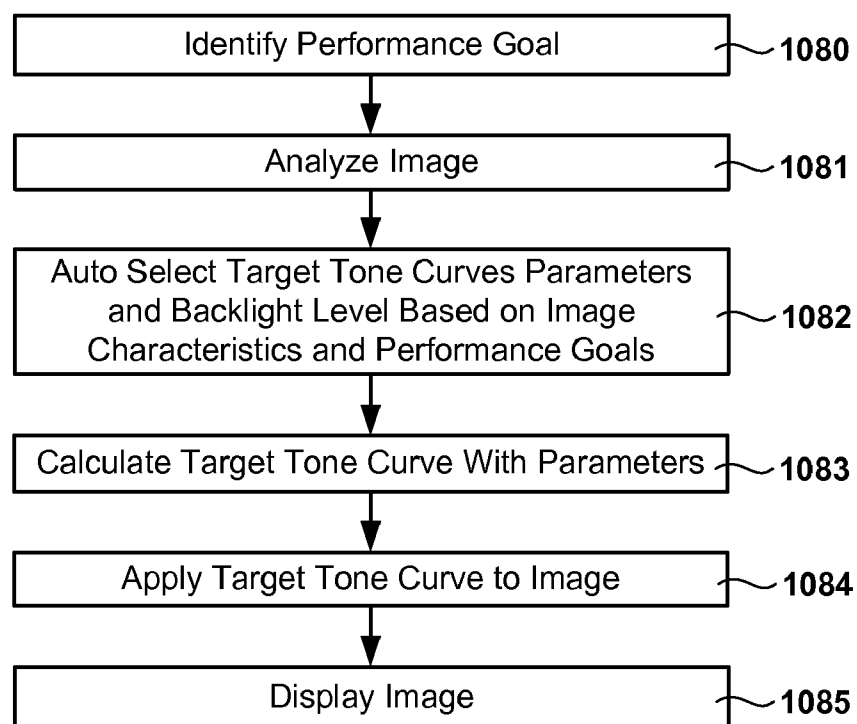 Identify Performance Goal
1080
Analyze Image
1081
Auto Select Target Tone Curves Parameters
and Backlight Level Based on Image
Characteristics and Performance Goals
1082
Calculate Target Tone Curve With Parameters
1083
Apply Target Tone Curve to Image
1084
Display Image
1085